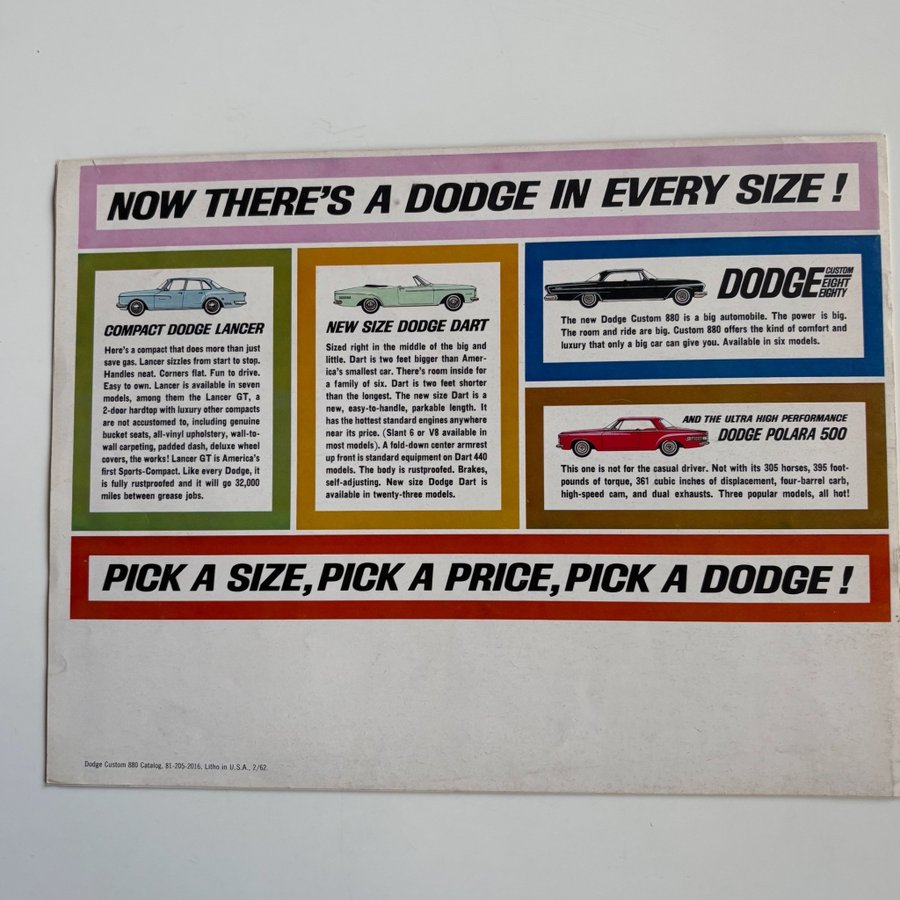 NOW THERE'S A DODGE IN EVERY SIZE!
COMPACT DODGE LANCER
Here's a compact that does more than just
save gas. Lancer sizzles from start to stop.
Handles neat. Corners flat. Fun to drive.
Easy to own. Lancer is available in seven
models, among them the Lancer GT, a
2-door hardtop with luxury other compacts
are not accustomed to, including genuine
bucket seats, all-vinyl upholstery, wall-to-
wall carpeting, padded dash, deluxe wheel
covers, the works! Lancer GT is America's
first Sports-Compact. Like every Dodge, it
is fully rustproofed and it will go 32,000
miles between grease jobs.
NEW SIZE DODGE DART
Sized right in the middle of the big and
little. Dart is two feet bigger than Amer-
ica's smallest car. There's room inside for
a family of six. Dart is two feet shorter
than the longest. The new size Dart is a
new, easy-to-handle, parkable length. It
has the hottest standard engines anywhere
near its price. (Slant 6 or V8 available in
most models). A fold-down center armrest
up front is standard equipment on Dart 440
models. The body is rustproofed. Brakes,
self-adjusting. New size Dodge Dart is
available in twenty-three models.
DODGE CUSTOM EIGHT EIGHTY
The new Dodge Custom 880 is a big automobile. The power is big.
The room and ride are big. Custom 880 offers the kind of comfort and
luxury that only a big car can give you. Available in six models.
AND THE ULTRA HIGH PERFORMANCE
DODGE POLARA 500
This one is not for the casual driver. Not with its 305 horses, 395 foot-
pounds of torque, 361 cubic inches of displacement, four-barrel carb,
high-speed cam, and dual exhausts. Three popular models, all hot!
PICK A SIZE, PICK A PRICE, PICK A DODGE!
Dodge Custom 880 Catalog, 81-205-2016, Litho in U.S.A., 2/62.